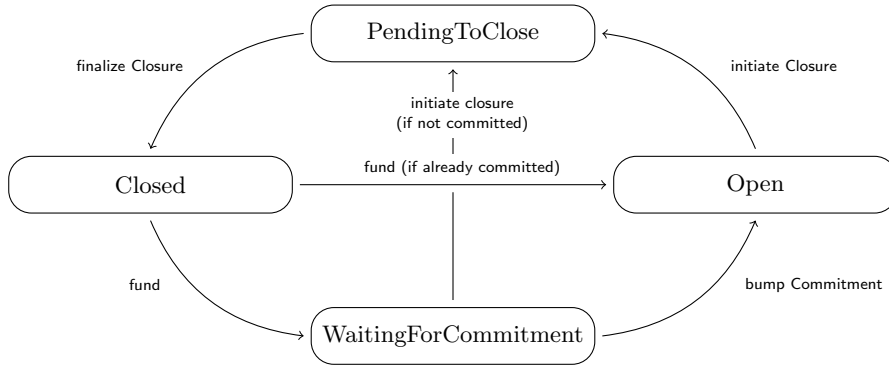 PendingToClose
finalize Closure
initiate Closure
initiate closure
(if not committed)
fund (if already committed)
Closed
Open
fund
bump Commitment
WaitingForCommitment